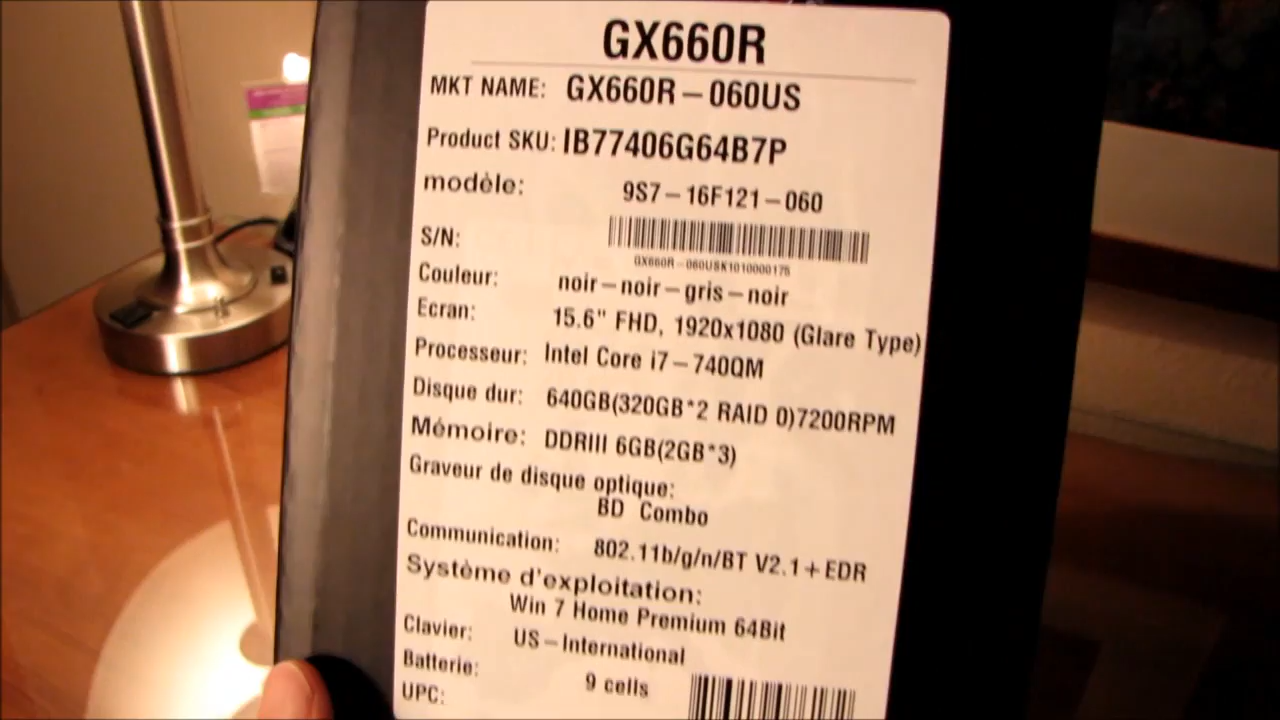 GX660R
MKT NAME: GX660R-060US
Product SKU: IB77406G64B7P
modèle: 9S7-16F121-060
S/N:
GX660R-060USK1010000175
Couleur: noir-noir-gris-noir
Ecran: 15.6" FHD, 1920x1080 (Glare Type)
Processeur: Intel Core i7-740QM
Disque dur: 640GB(320GB*2 RAID 0)7200RPM
Mémoire: DDRIII 6GB(2GB*3)
Graveur de disque optique:
BD Combo
Communication: 802.11b/g/n/BT V2.1+EDR
Système d'exploitation:
Win 7 Home Premium 64Bit
Clavier: US-International
Batterie: 9 cells
UPC: